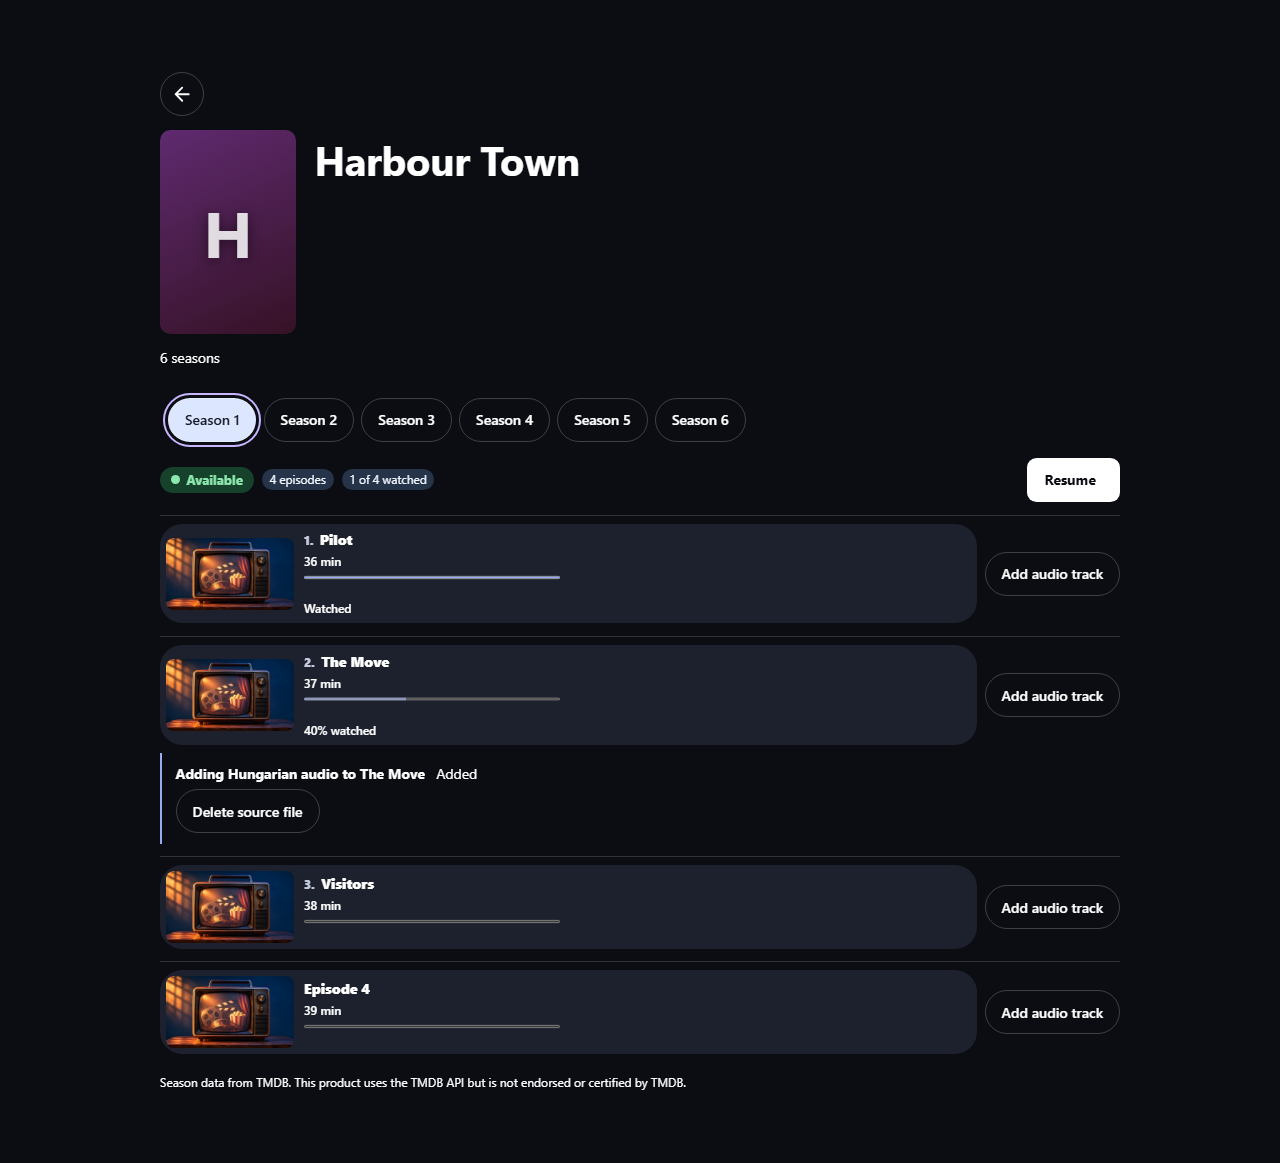 Harbour Town
H
6 seasons
Season 1 Season 2 Season 3 Season 4 Season 5 Season 6
Available 4 episodes 1 of 4 watched Resume
1. Pilot
36 min
Watched
Add audio track
2. The Move
37 min
40% watched
Add audio track
Adding Hungarian audio to The Move Added
Delete source file
3. Visitors
38 min
Add audio track
Episode 4
39 min
Add audio track
Season data from TMDB. This product uses the TMDB API but is not endorsed or certified by TMDB.